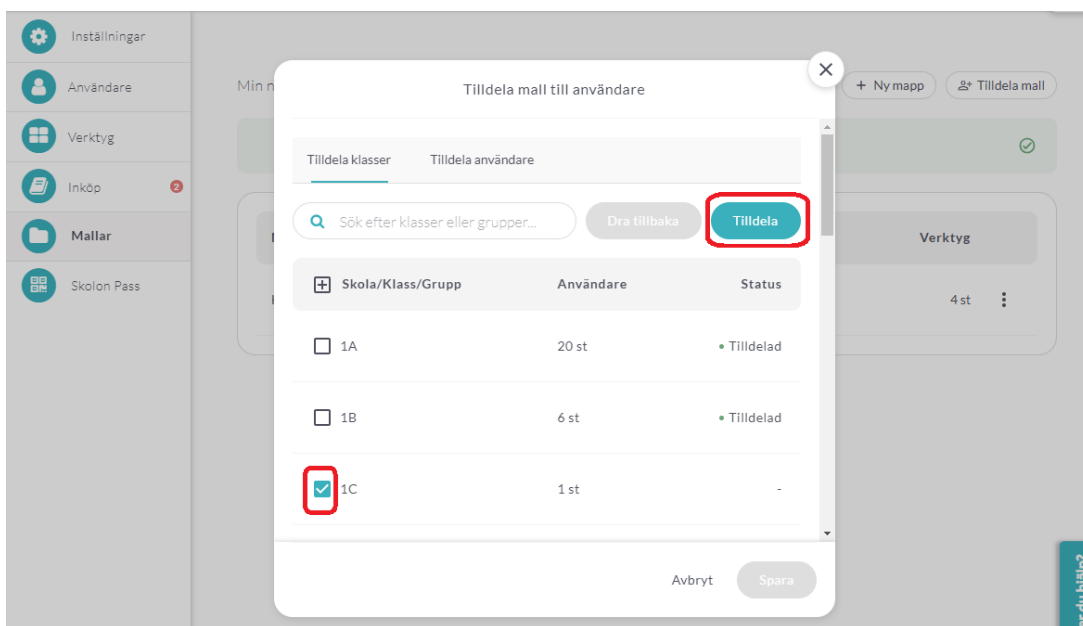 Inställningar
Användare
Verktyg
Inköp 2
Mallar
Skolon Pass
Min n
+ Ny mapp
Tilldela mall
Tilldela mall till användare
Tilldela klasser Tilldela användare
Sök efter klasser eller grupper...
Dra tillbaka
Tilldela
Skola/Klass/Grupp Användare Status
1A 20 st • Tilldelad
1B 6 st • Tilldelad
1C 1 st -
Avbryt
Spara
Verktyg
4 st
du hjälp?